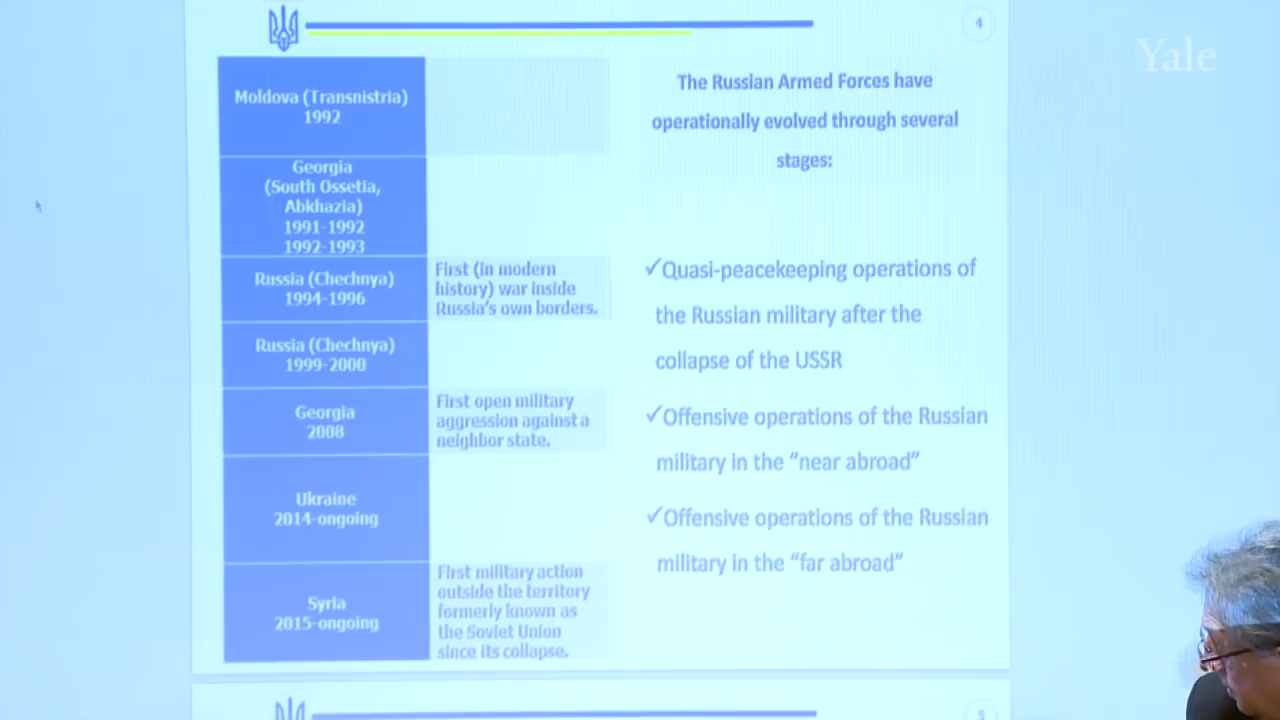 4
Yale
Moldova (Transnistria)
1992
Georgia
(South Ossetia,
Abkhazia)
1991-1992
1992-1993
Russia (Chechnya)
1994-1996
First (in modern
history) war inside
Russia's own borders.
Russia (Chechnya)
1999-2000
Georgia
2008
First open military
aggression against a
neighbor state.
Ukraine
2014-ongoing
Syria
2015-ongoing
First military action
outside the territory
formerly known as
the Soviet Union
since its collapse.
The Russian Armed Forces have
operationally evolved through several
stages:
✓Quasi-peacekeeping operations of
the Russian military after the
collapse of the USSR
✓Offensive operations of the Russian
military in the “near abroad”
✓Offensive operations of the Russian
military in the “far abroad”
5